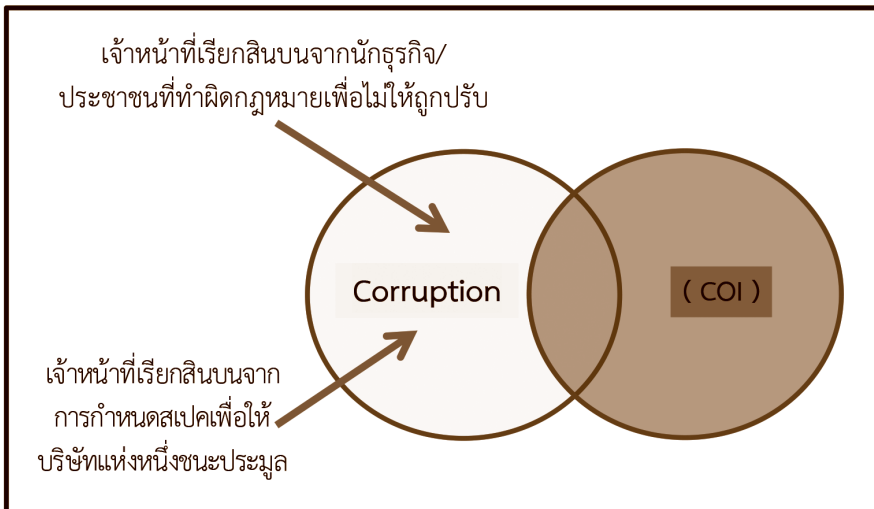 เจ้าหน้าที่เรียกสินบนจากนักธุรกิจ/
ประชาชนที่ทำผิดกฎหมายเพื่อไม่ให้ถูกปรับ
Corruption
( COI )
เจ้าหน้าที่เรียกสินบนจาก
การกำหนดสเปคเพื่อให้
บริษัทแห่งหนึ่งชนะประมูล